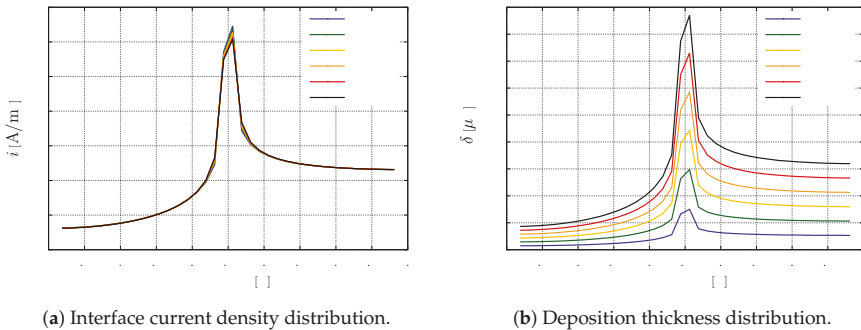 i [A/m ]
δ [μ ]
[ ]
[ ]
(a) Interface current density distribution.
(b) Deposition thickness distribution.